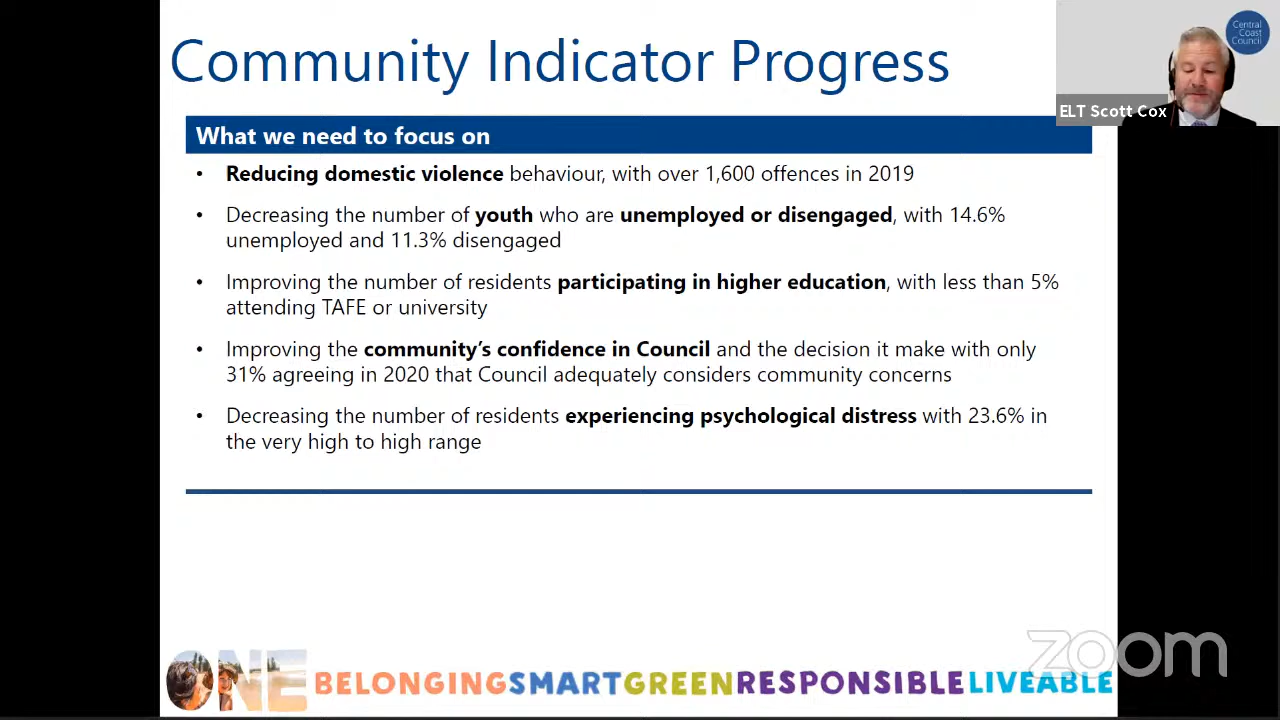 Community Indicator Progress
Central
Coast
Council
ELT Scott Cox
What we need to focus on
• Reducing domestic violence behaviour, with over 1,600 offences in 2019
• Decreasing the number of youth who are unemployed or disengaged, with 14.6%
unemployed and 11.3% disengaged
• Improving the number of residents participating in higher education, with less than 5%
attending TAFE or university
• Improving the community's confidence in Council and the decision it make with only
31% agreeing in 2020 that Council adequately considers community concerns
• Decreasing the number of residents experiencing psychological distress with 23.6% in
the very high to high range
zoom
ONE BELONGINGSMARTGREENRESPONSIBLELIVEABLE